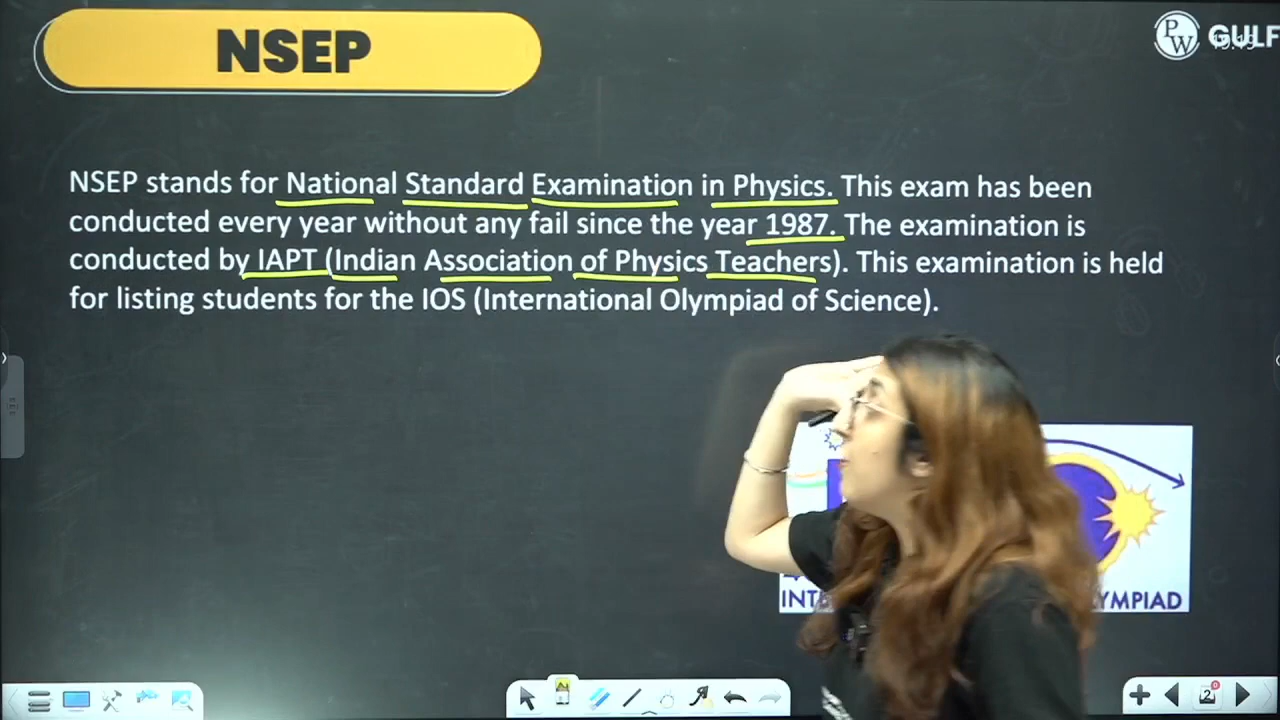 NSEP
PW GULF
NSEP stands for National Standard Examination in Physics. This exam has been
conducted every year without any fail since the year 1987. The examination is
conducted by IAPT (Indian Association of Physics Teachers). This examination is held
for listing students for the IOS (International Olympiad of Science).
2